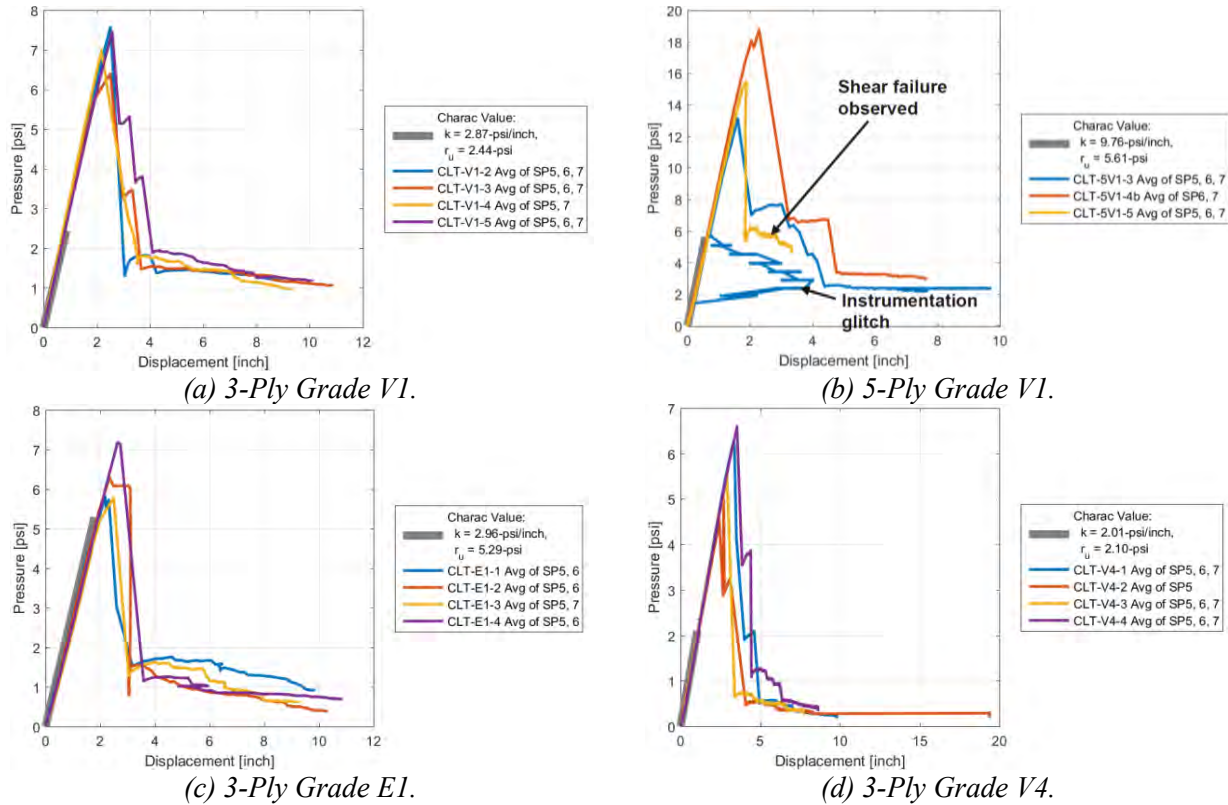 8
7
6
5
4
3
2
1
0
Pressure [psi]
0 2 4 6 8 10 12
Displacement [inch]
Charac Value:
k = 2.87-psi/inch,
r_u = 2.44-psi
CLT-V1-2 Avg of SP5, 6, 7
CLT-V1-3 Avg of SP5, 6, 7
CLT-V1-4 Avg of SP5, 7
CLT-V1-5 Avg of SP5, 6, 7
(a) 3-Ply Grade V1.
20
18
16
14
12
10
8
6
4
2
0
Pressure [psi]
0 2 4 6 8 10
Displacement [inch]
Shear failure
observed
Instrumentation
glitch
Charac Value:
k = 9.76-psi/inch,
r_u = 5.61-psi
CLT-5V1-3 Avg of SP5, 6, 7
CLT-5V1-4b Avg of SP6, 7
CLT-5V1-5 Avg of SP5, 6, 7
(b) 5-Ply Grade V1.
8
7
6
5
4
3
2
1
0
Pressure [psi]
0 2 4 6 8 10 12
Displacement [inch]
Charac Value:
k = 2.96-psi/inch,
r_u = 5.29-psi
CLT-E1-1 Avg of SP5, 6
CLT-E1-2 Avg of SP5, 6
CLT-E1-3 Avg of SP5, 7
CLT-E1-4 Avg of SP5, 6
(c) 3-Ply Grade E1.
7
6
5
4
3
2
1
0
Pressure [psi]
0 5 10 15 20
Displacement [inch]
Charac Value:
k = 2.01-psi/inch,
r_u = 2.10-psi
CLT-V4-1 Avg of SP5, 6, 7
CLT-V4-2 Avg of SP5
CLT-V4-3 Avg of SP5, 6, 7
CLT-V4-4 Avg of SP5, 6, 7
(d) 3-Ply Grade V4.